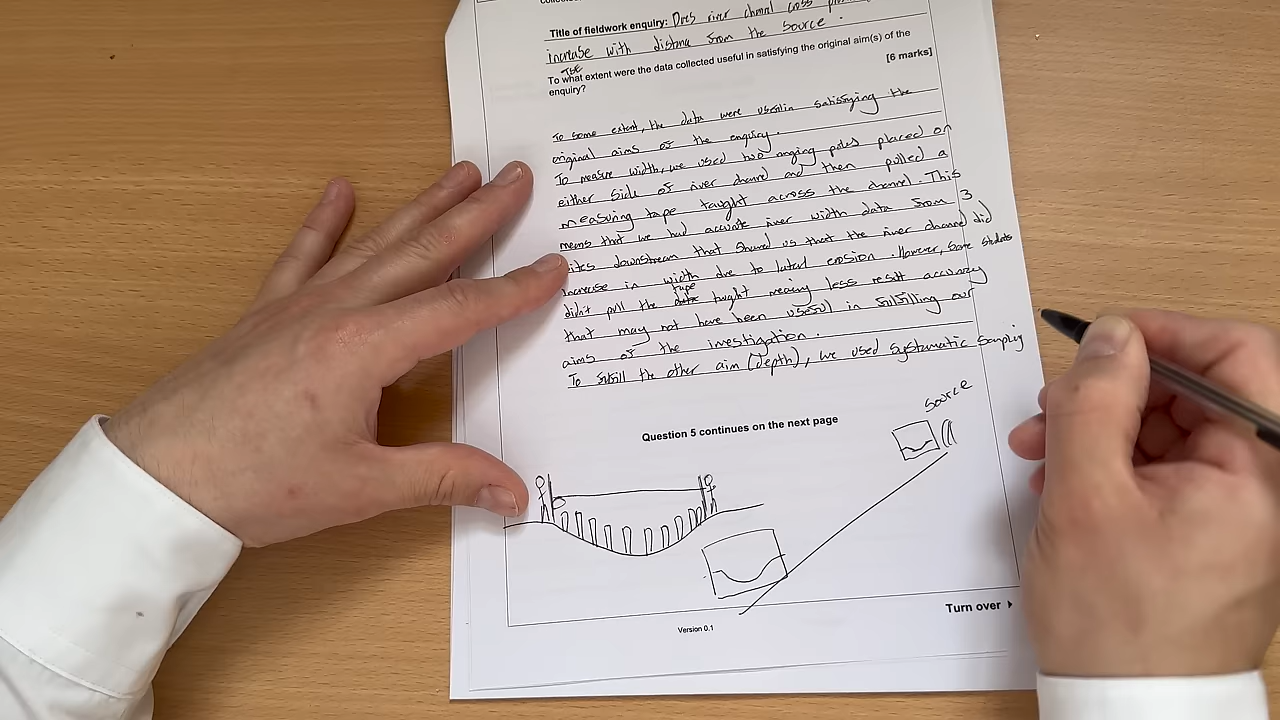 Title of fieldwork enquiry: Does river channel cross
increase with distance from the source.
The
To what extent were the data collected useful in satisfying the original aim(s) of the
enquiry?
[6 marks]
To some extent, the data were useful in satisfying the
original aims of the enquiry.
To measure width, we used two ranging poles placed on
either side of river channel and then pulled a
measuring tape taught across the channel. This
means that we had accurate river width data from 3
sites downstream that showed us that the river channel did
increase in width due to lateral erosion. However, some students
didn't pull the tape taught meaning less result accuracy
that may not have been useful in fulfilling our
aims of the investigation.
To fulfill the other aim (depth), we used systematic sampling
Question 5 continues on the next page
Source
Turn over
Version 0.1